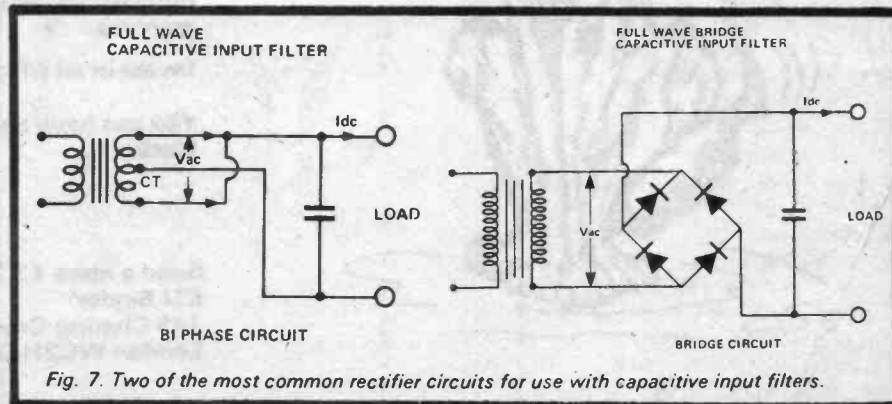 FULL WAVE
CAPACITIVE INPUT FILTER
Idc
Vac
CT
LOAD
BI PHASE CIRCUIT
FULL WAVE BRIDGE
CAPACITIVE INPUT FILTER
Idc
Vac
LOAD
BRIDGE CIRCUIT
Fig. 7. Two of the most common rectifier circuits for use with capacitive input filters.